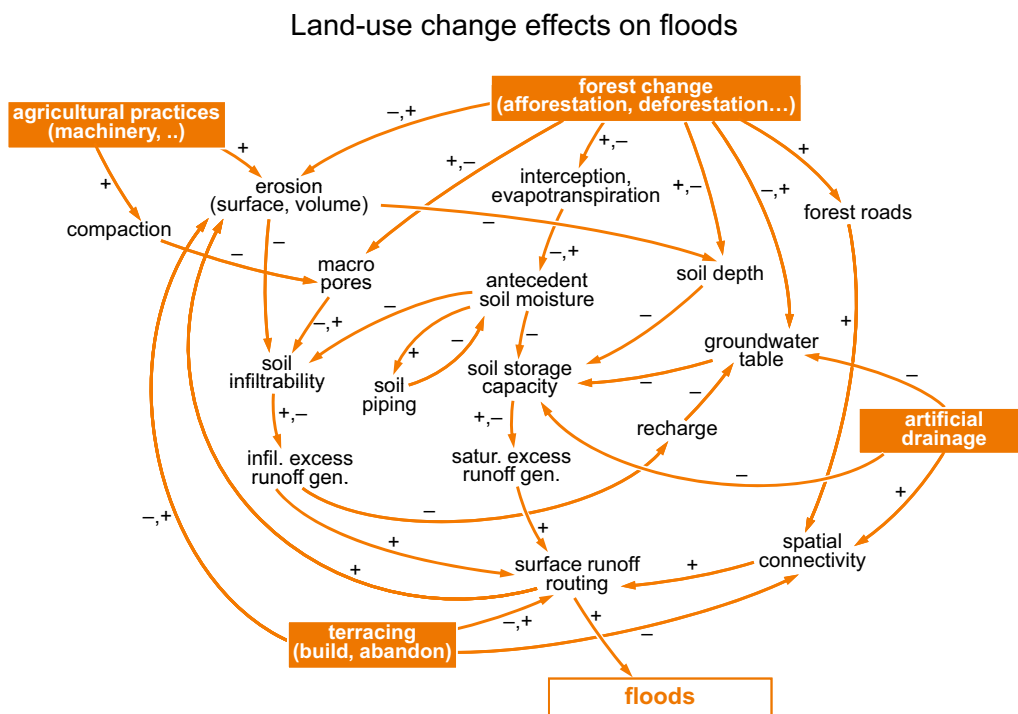 Land-use change effects on floods
forest change
(afforestation, deforestation…)
agricultural practices
(machinery, ..)
–,+
+
+
+
+,–
+,–
+,–
–,+
interception,
evapotranspiration
erosion
(surface, volume)
forest roads
compaction
–
–
–
–,+
macro
pores
soil depth
antecedent
soil moisture
–
–
+
–,+
–
+
–
–
groundwater
table
soil
infiltrability
soil
piping
soil storage
capacity
–
–
–
+,–
+,–
recharge
artificial
drainage
infil. excess
runoff gen.
satur. excess
runoff gen.
–
+
–
–,+
+
+
spatial
connectivity
surface runoff
routing
+
+
+
–,+
–
terracing
(build, abandon)
floods